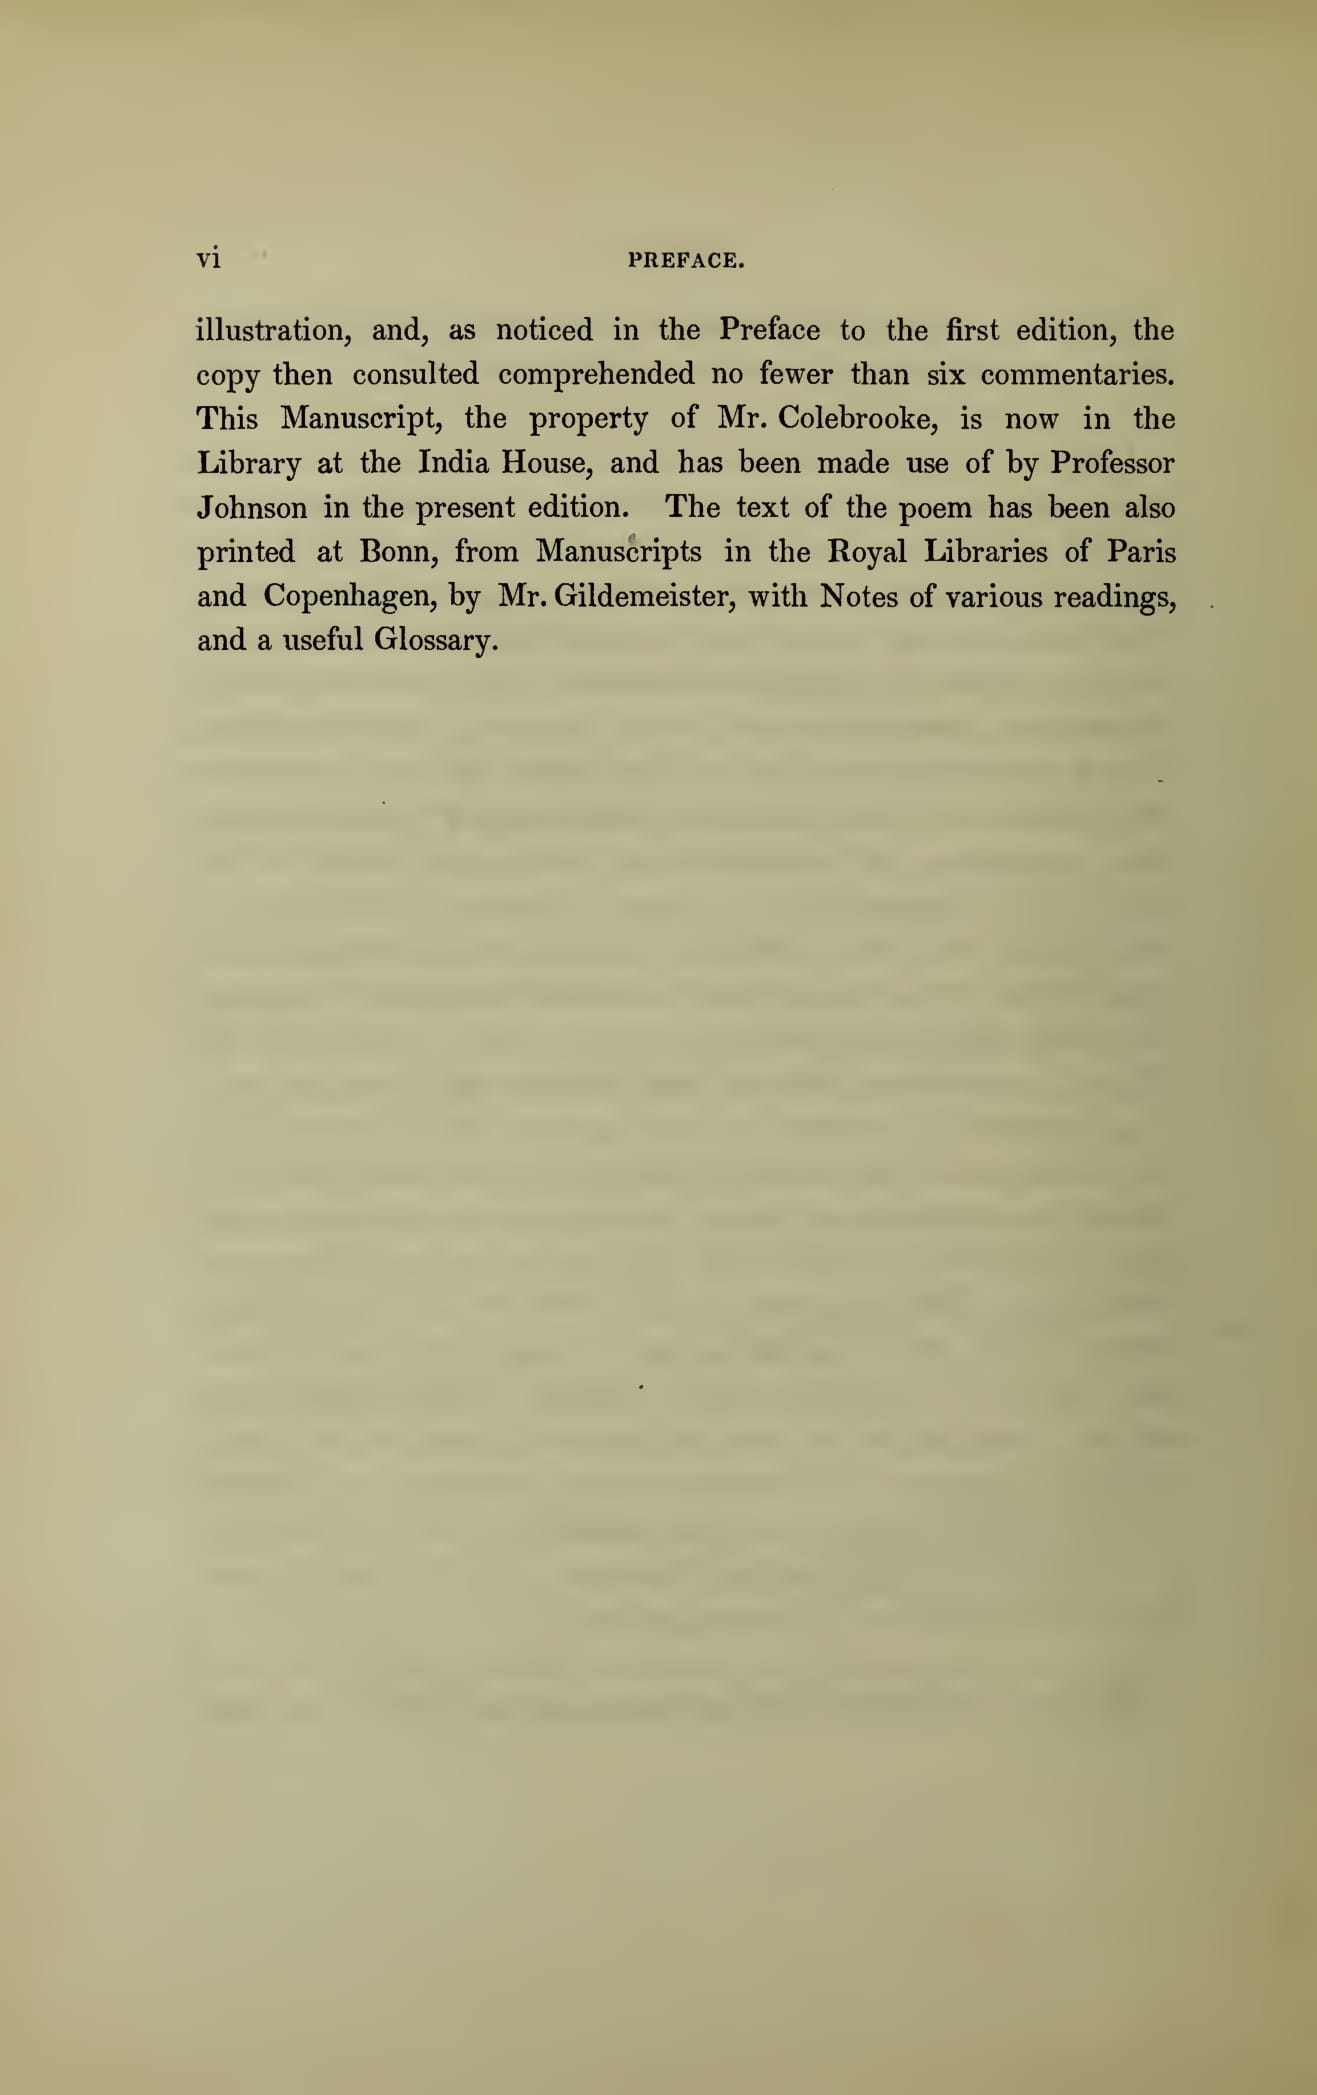 vi PREFACE.
illustration, and, as noticed in the Preface to the first edition, the
copy then consulted comprehended no fewer than six commentaries.
This Manuscript, the property of Mr. Colebrooke, is now in the
Library at the India House, and has been made use of by Professor
Johnson in the present edition. The text of the poem has been also
printed at Bonn, from Manuscripts in the Royal Libraries of Paris
and Copenhagen, by Mr. Gildemeister, with Notes of various readings,
and a useful Glossary.